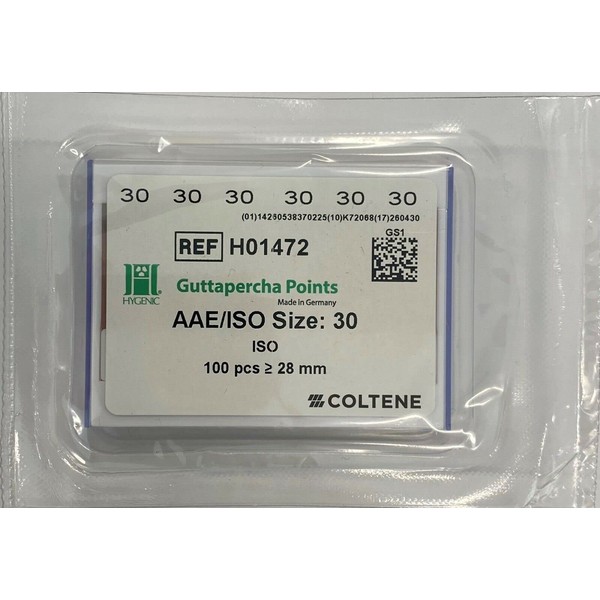 30 30 30 30 30 30
(01)14260538370225(10)K72068(17)260430
REF H01472
GS1
HYGENIC
Guttapercha Points
Made in Germany
AAE/ISO Size: 30
ISO
100 pcs ≥ 28 mm
COLTENE